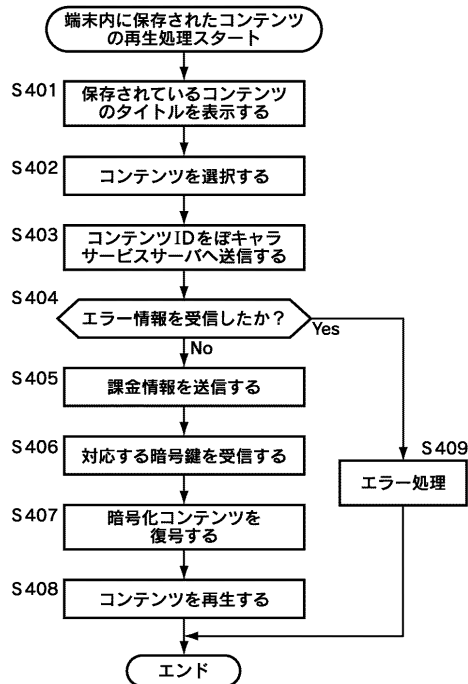 端末内に保存されたコンテンツ
の再生処理スタート
S401
保存されているコンテンツ
のタイトルを表示する
S402
コンテンツを選択する
S403
コンテンツIDをぼキャラ
サービスサーバへ送信する
S404
エラー情報を受信したか?
Yes
No
S405
課金情報を送信する
S406
対応する暗号鍵を受信する
S409
エラー処理
S407
暗号化コンテンツを
復号する
S408
コンテンツを再生する
エンド